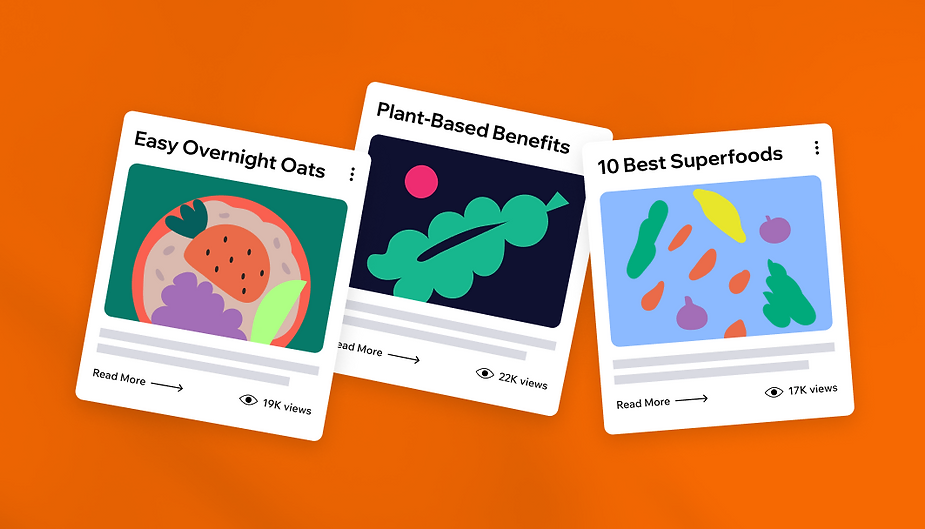 Easy Overnight Oats
Read More
19K views
Plant-Based Benefits
ead More
22K views
10 Best Superfoods
Read More
17K views